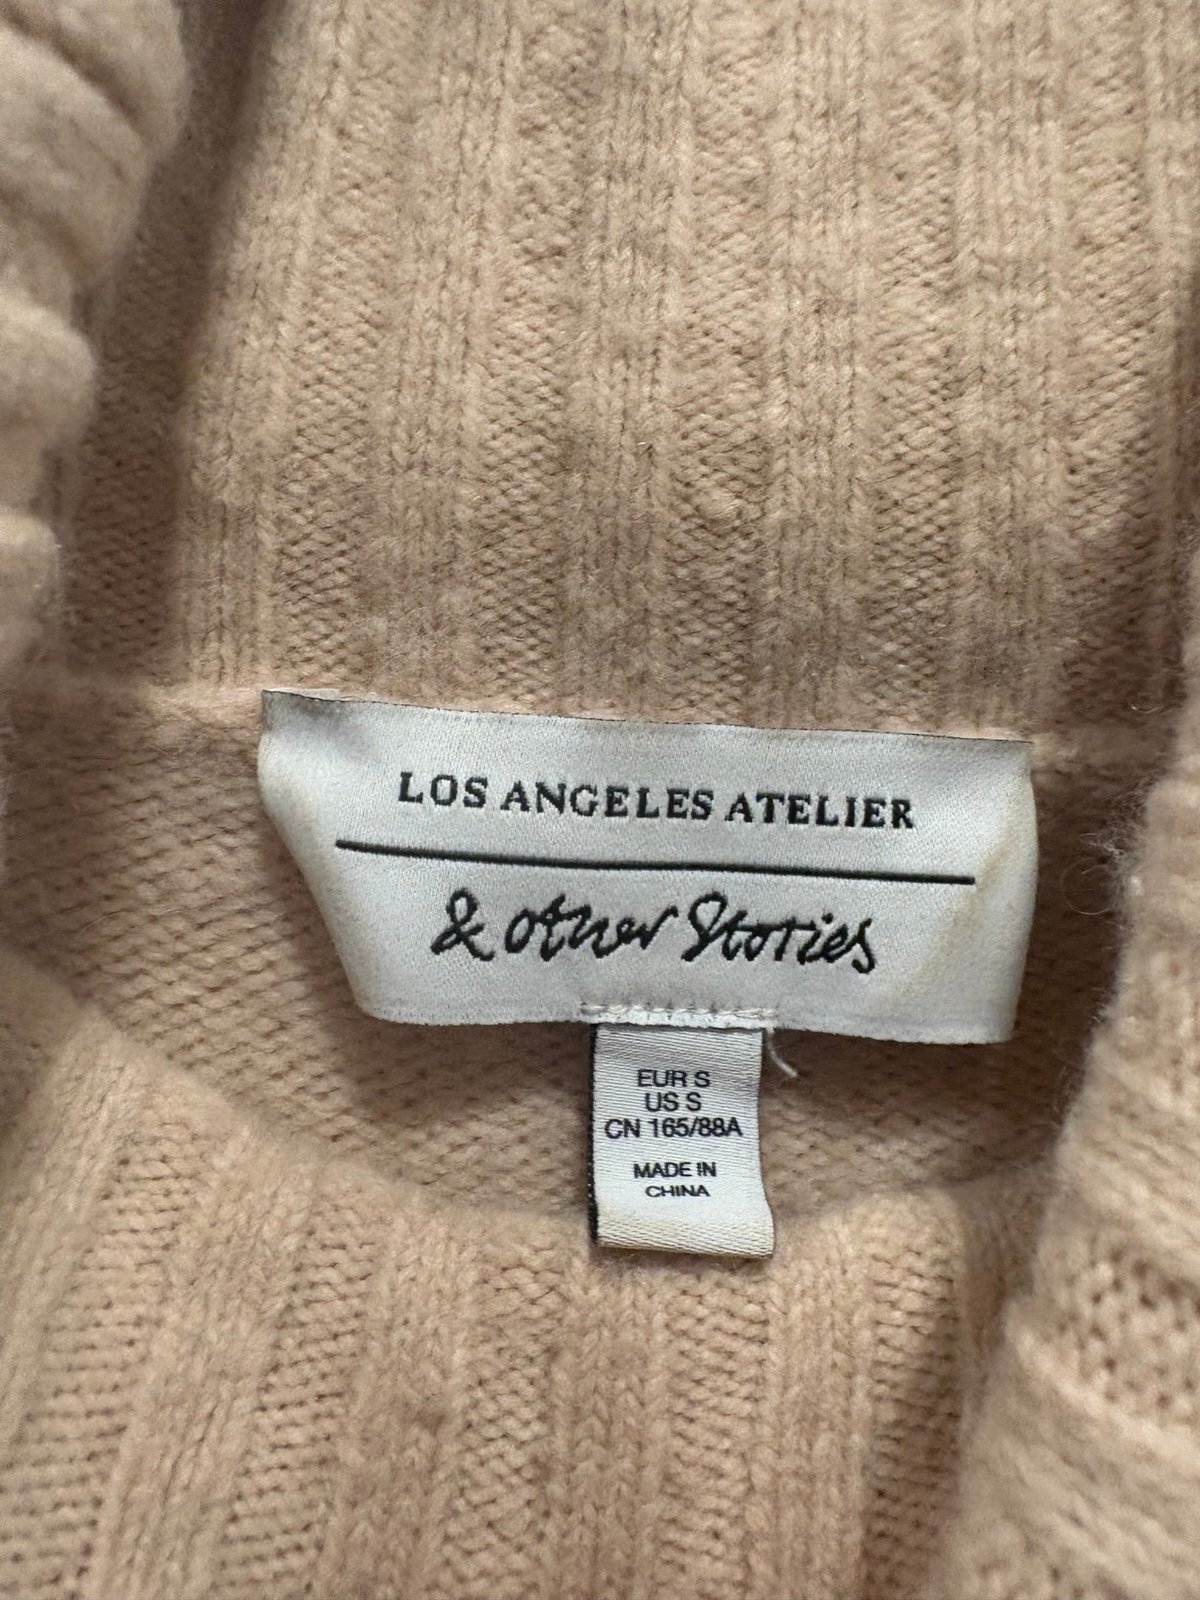 LOS ANGELES ATELIER
& other Stories
EUR S
US S
CN 165/88A
MADE IN
CHINA